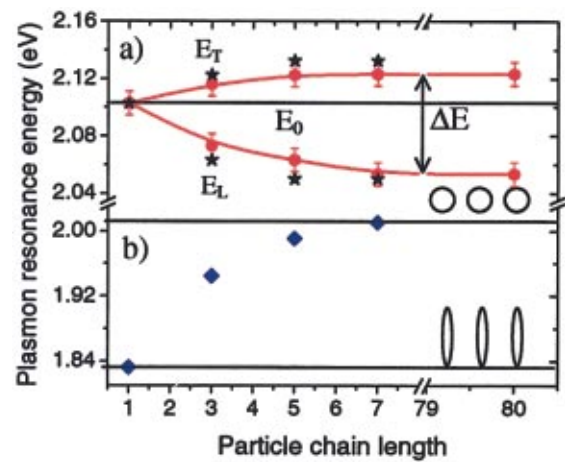 Plasmon resonance energy (eV)
2.16
2.12
2.08
2.04
2.00
1.92
1.84
a)
E_T
E_0
ΔE
E_L
b)
1 2 3 4 5 6 7 79 80
Particle chain length